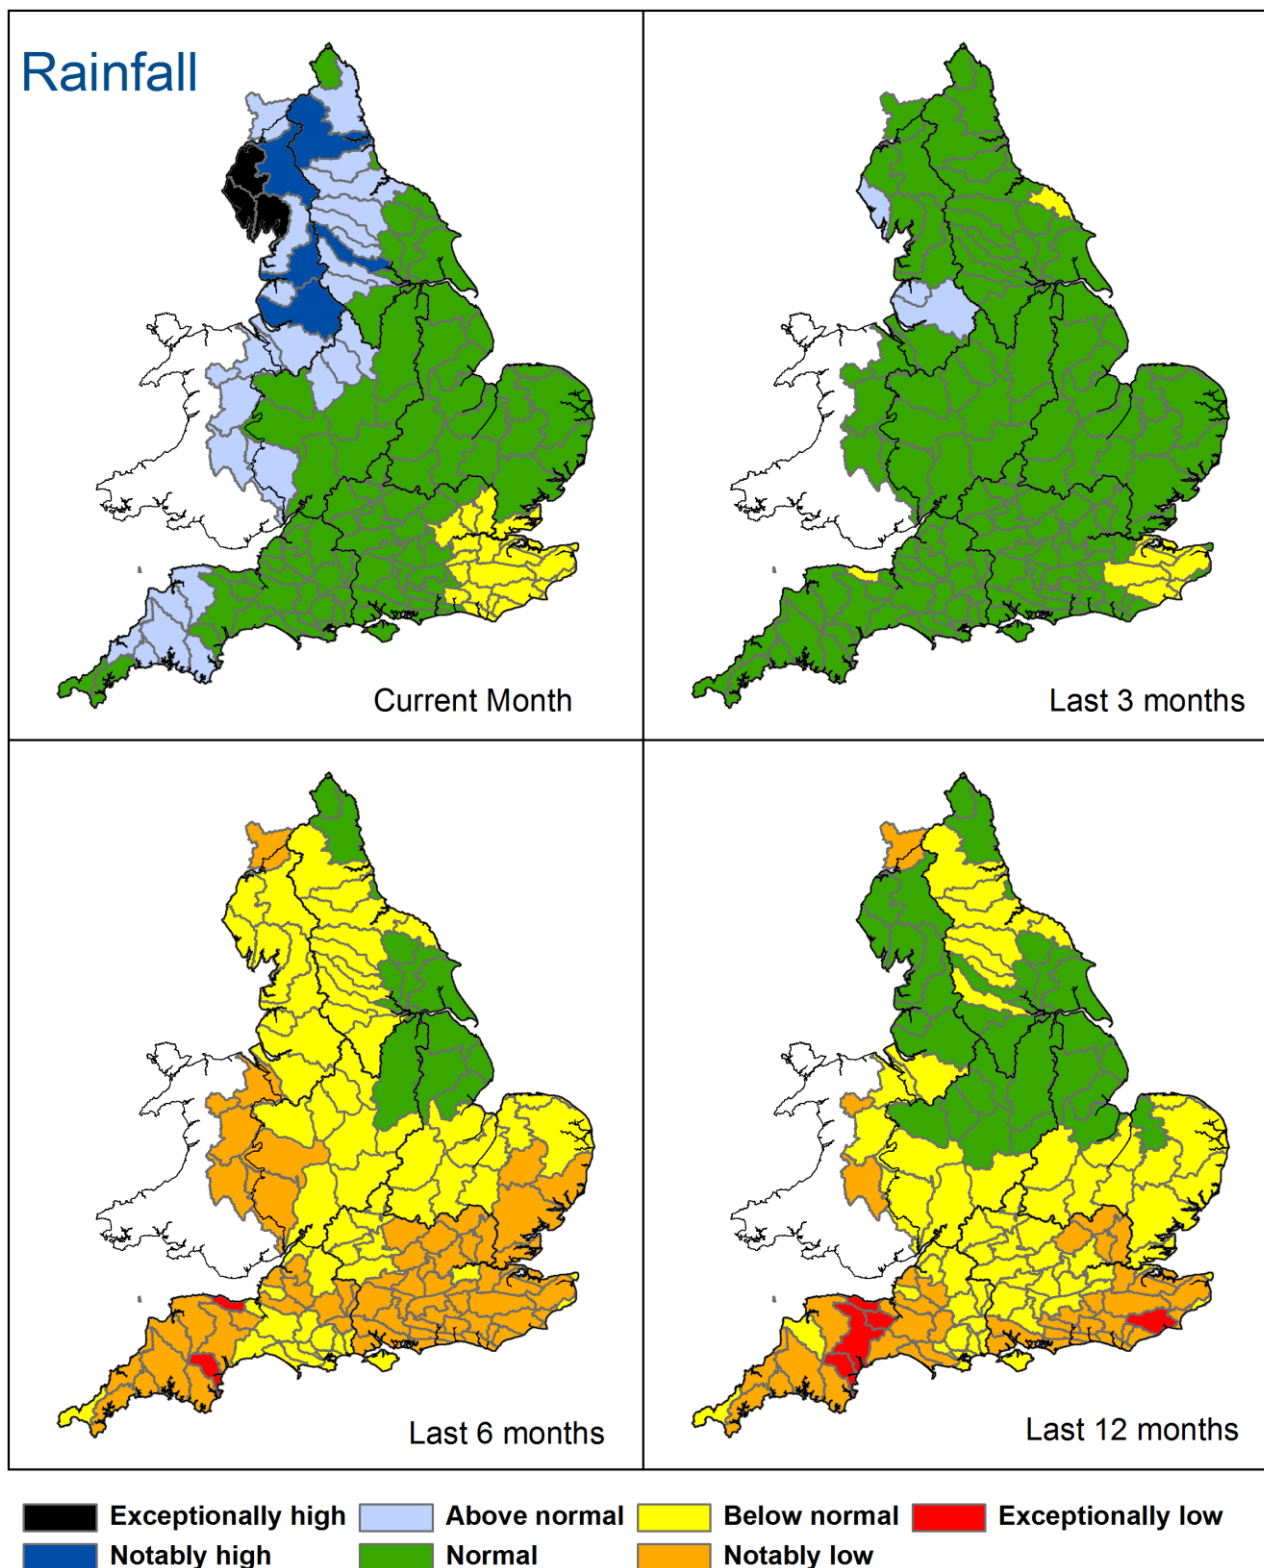 Rainfall
Current Month
Last 3 months
Last 6 months
Last 12 months
Exceptionally high
Above normal
Below normal
Exceptionally low
Notably high
Normal
Notably low